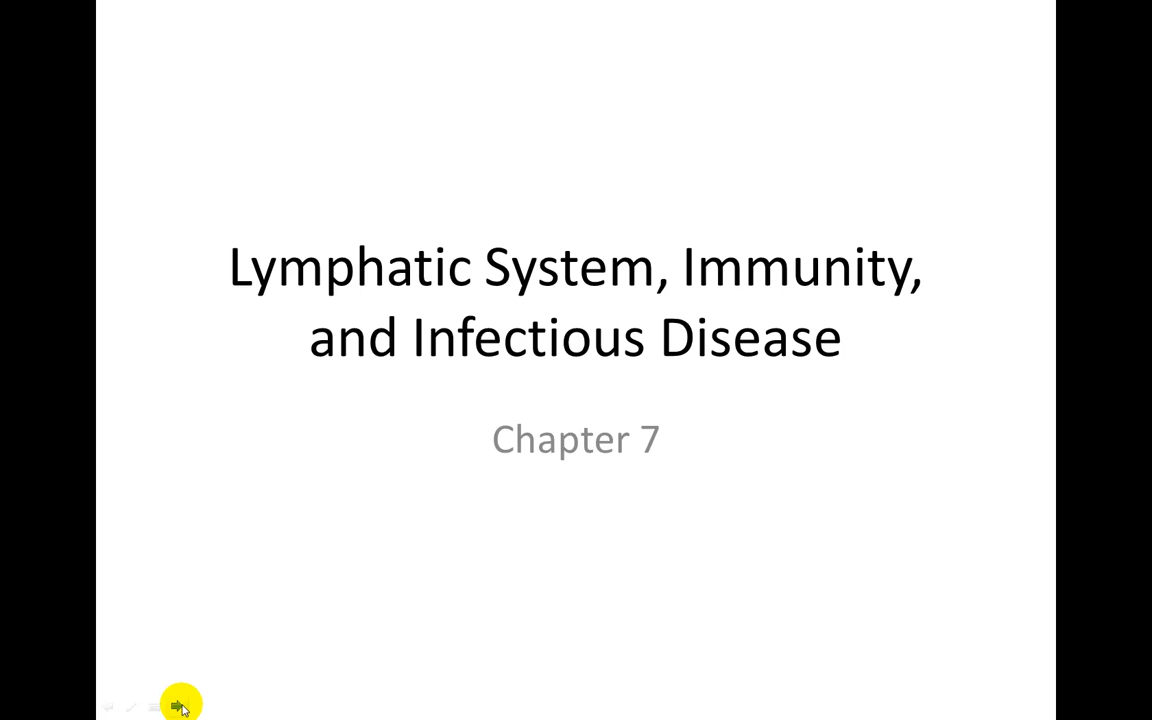 Lymphatic System, Immunity,
and Infectious Disease
Chapter 7